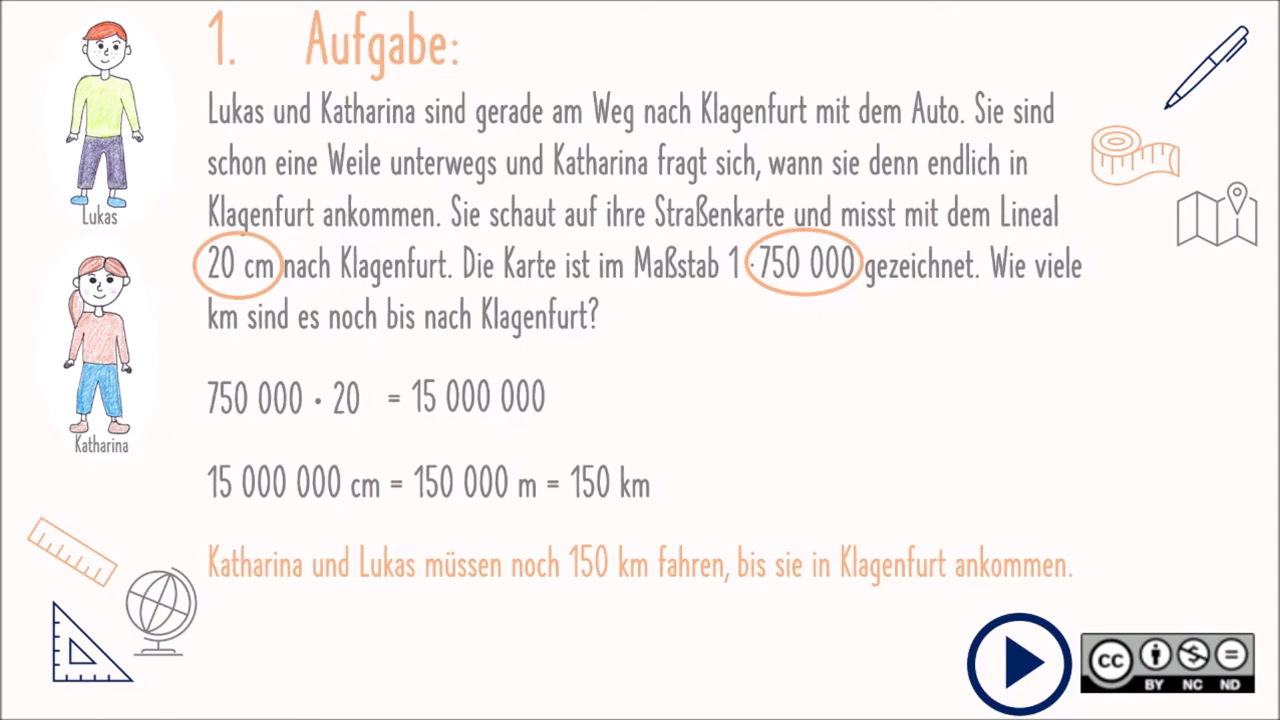 1. Aufgabe:
Lukas und Katharina sind gerade am Weg nach Klagenfurt mit dem Auto. Sie sind
schon eine Weile unterwegs und Katharina fragt sich, wann sie denn endlich in
Klagenfurt ankommen. Sie schaut auf ihre Straßenkarte und misst mit dem Lineal
20 cm nach Klagenfurt. Die Karte ist im Maßstab 1 : 750 000 gezeichnet. Wie viele
km sind es noch bis nach Klagenfurt?
750 000 · 20 = 15 000 000
15 000 000 cm = 150 000 m = 150 km
Katharina und Lukas müssen noch 150 km fahren, bis sie in Klagenfurt ankommen.
Lukas
Katharina
CC BY NC ND